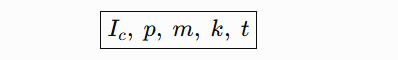 I_c, p, m, k, t